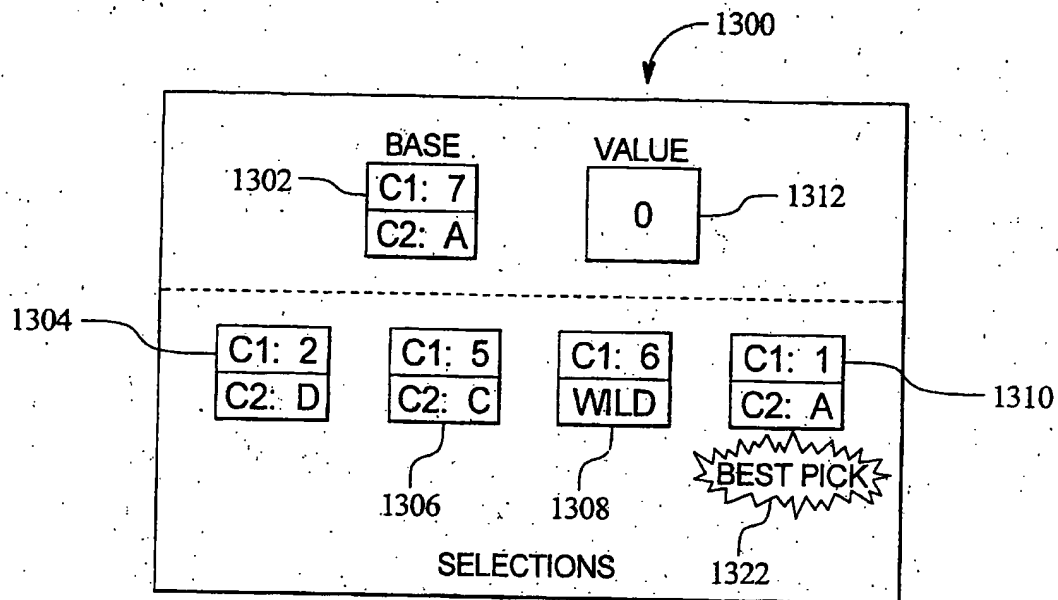 1300
BASE VALUE
1302 C1: 7 0 1312
C2: A
1304 C1: 2 C1: 5 C1: 6 C1: 1 1310
C2: D C2: C WILD C2: A
BEST PICK
1306 1308 1322
SELECTIONS